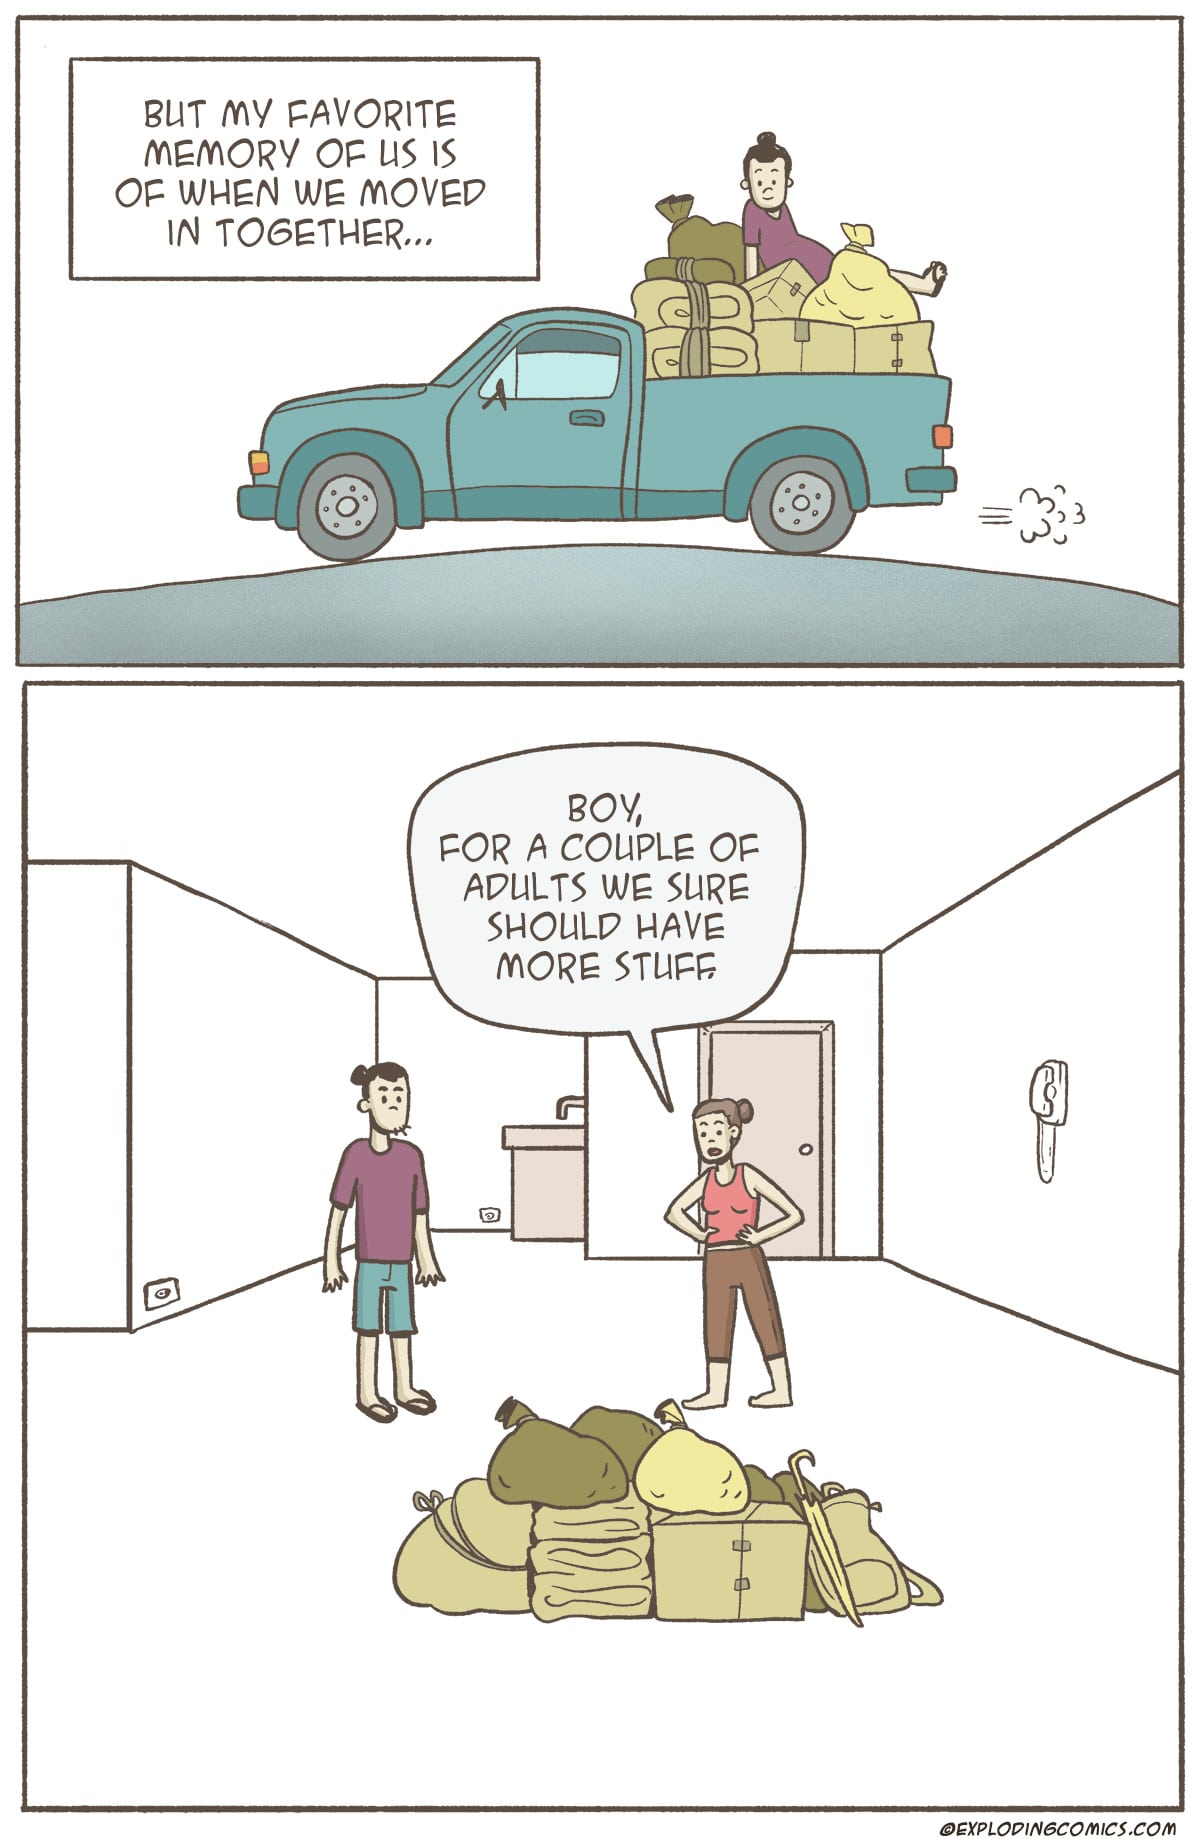 BUT MY FAVORITE
MEMORY OF US IS
OF WHEN WE MOVED
IN TOGETHER...
BOY,
FOR A COUPLE OF
ADULTS WE SURE
SHOULD HAVE
MORE STUFF.
©EXPLODINGCOMICS.COM